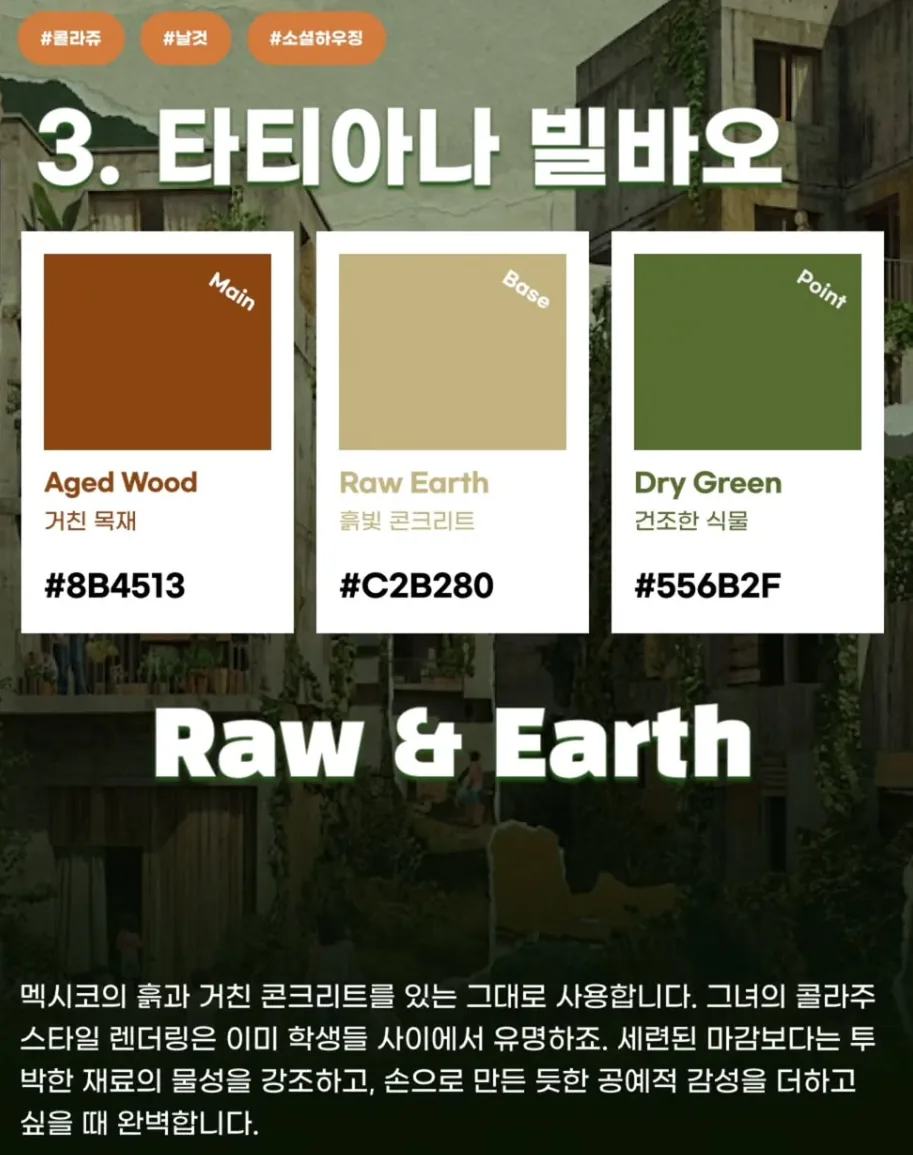 #콜라쥬 #날것 #소셜하우징
3. 타티아나 빌바오
Main
Aged Wood
거친 목재
#8B4513
Base
Raw Earth
흙빛 콘크리트
#C2B280
Point
Dry Green
건조한 식물
#556B2F
Raw & Earth
멕시코의 흙과 거친 콘크리트를 있는 그대로 사용합니다. 그녀의 콜라주
스타일 렌더링은 이미 학생들 사이에서 유명하죠. 세련된 마감보다는 투
박한 재료의 물성을 강조하고, 손으로 만든 듯한 공예적 감성을 더하고
싶을 때 완벽합니다.